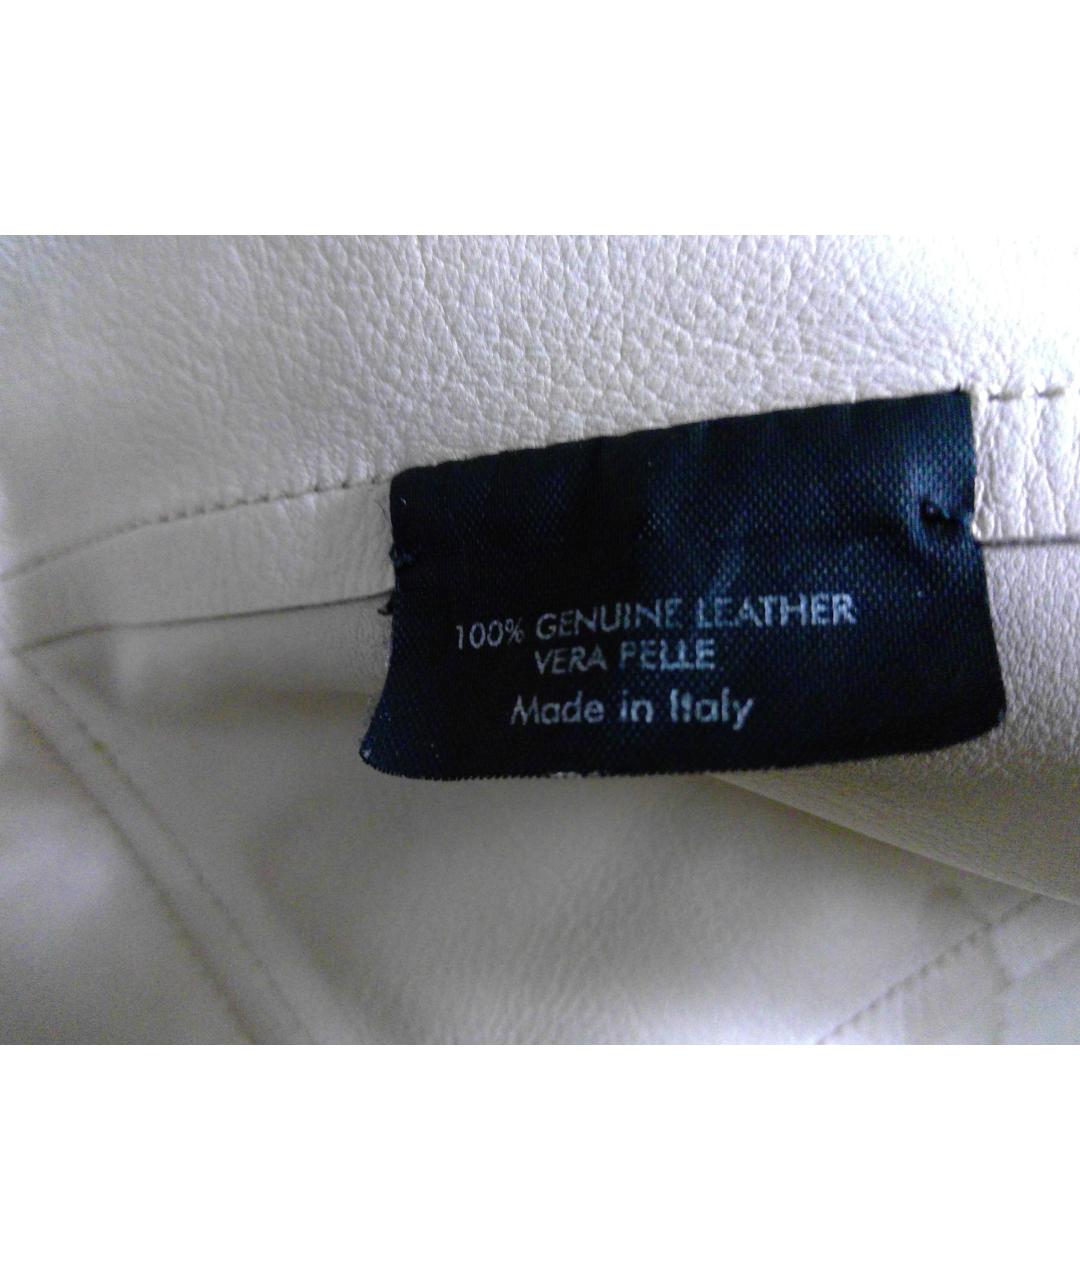 100% GENUINE LEATHER
VERA PELLE
Made in Italy